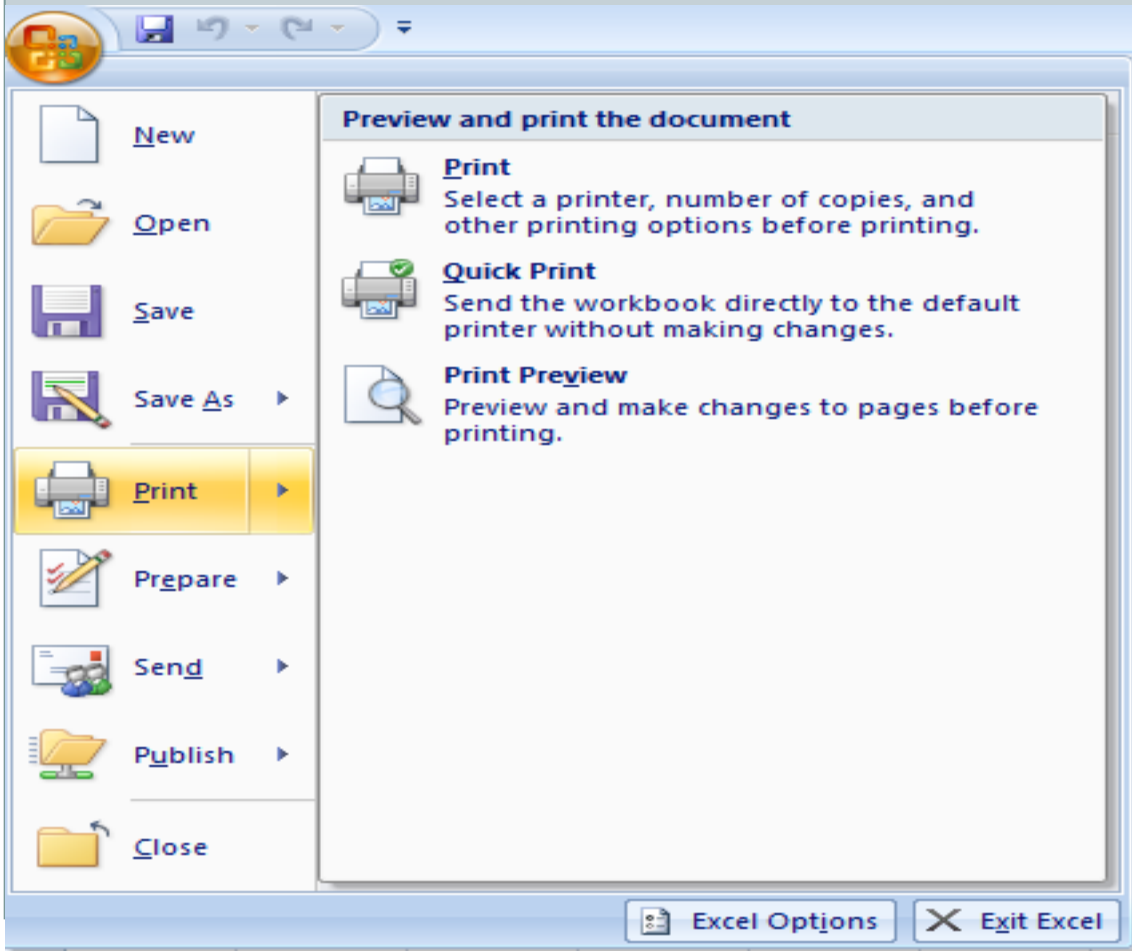 New
Open
Save
Save As
Print
Prepare
Send
Publish
Close
Preview and print the document
Print
Select a printer, number of copies, and
other printing options before printing.
Quick Print
Send the workbook directly to the default
printer without making changes.
Print Preview
Preview and make changes to pages before
printing.
Excel Options
Exit Excel